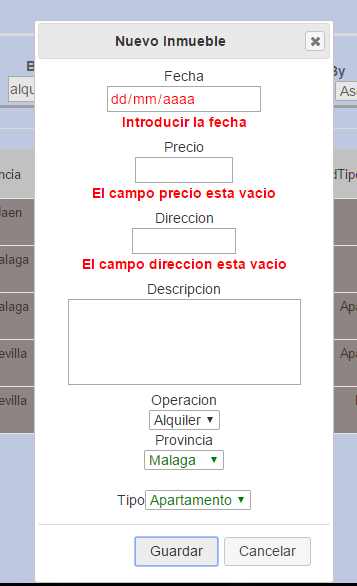 Nuevo Inmueble
B
By
alqu
As
Fecha
dd/mm/aaaa
Introducir la fecha
Precio
ncia
dTipo
El campo precio esta vacio
Jaen
Direccion
alaga
El campo direccion esta vacio
Descripcion
alaga
Apa
evilla
Apa
evilla
Operacion
Alquiler
Provincia
Malaga
Tipo Apartamento
Guardar Cancelar